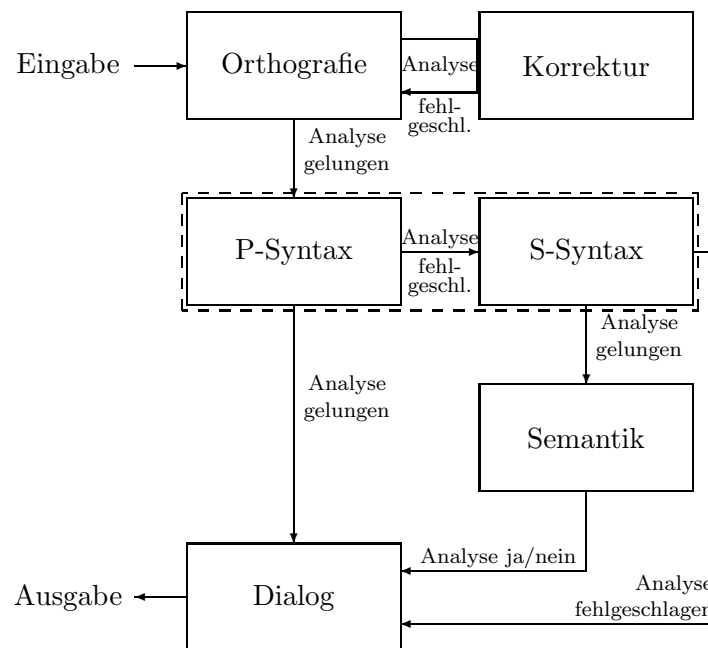 Eingabe
Orthografie
Analyse
fehl-
geschl.
Korrektur
Analyse
gelungen
P-Syntax
Analyse
fehl-
geschl.
S-Syntax
Analyse
gelungen
Analyse
gelungen
Semantik
Analyse ja/nein
Ausgabe
Dialog
Analyse
fehlgeschlagen